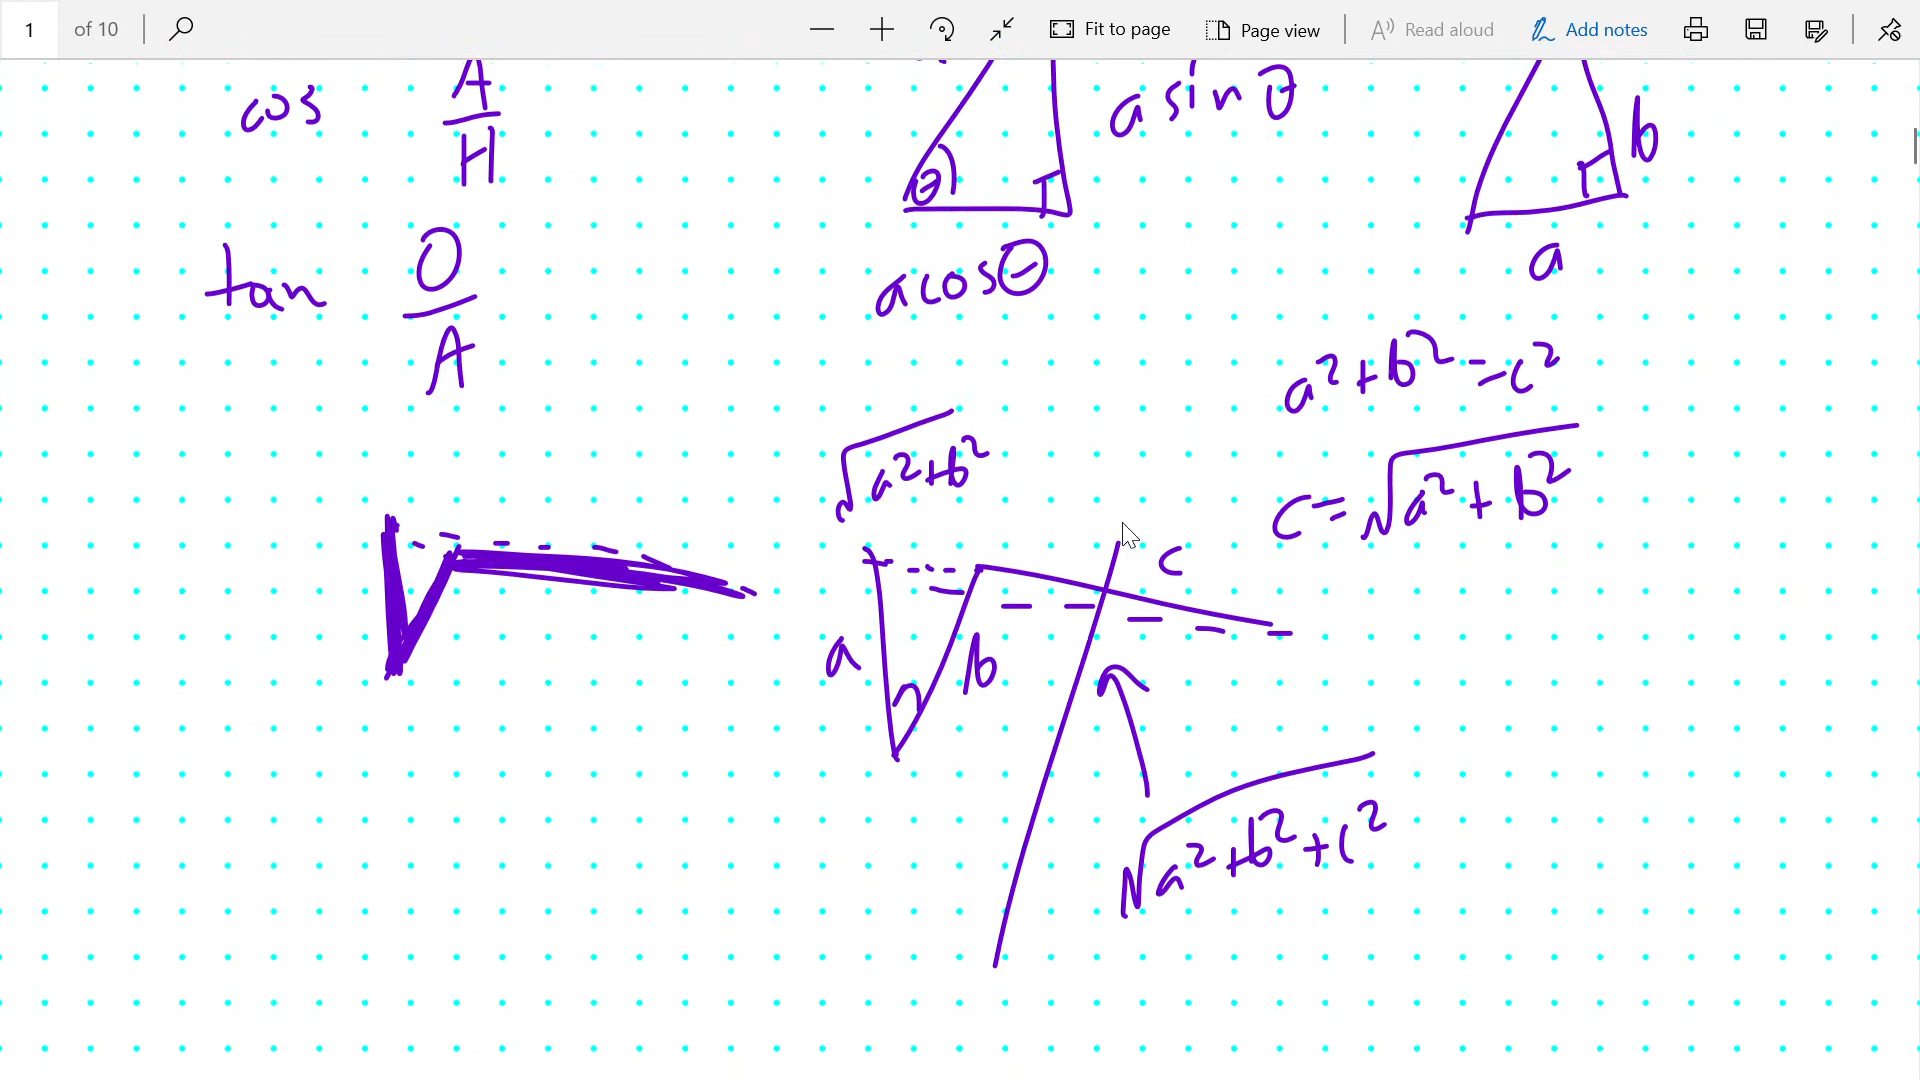 1 of 10 Fit to page Page view Read aloud Add notes
cos A/H
a sin θ
b
θ
tan O/A
a cos θ
a
a² + b² = c²
√a²+b²
c = √a² + b²
c
a
b
√a²+b²+c²